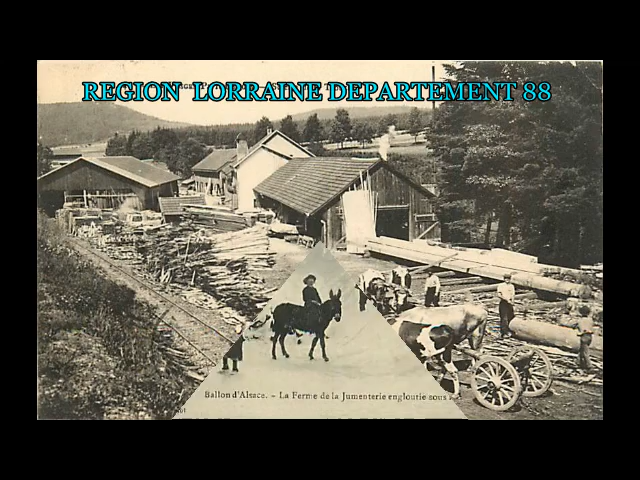 REGION LORRAINE DEPARTEMENT 88
Ballon d'Alsace. - La Ferme de la Jumenterie engloutie sous